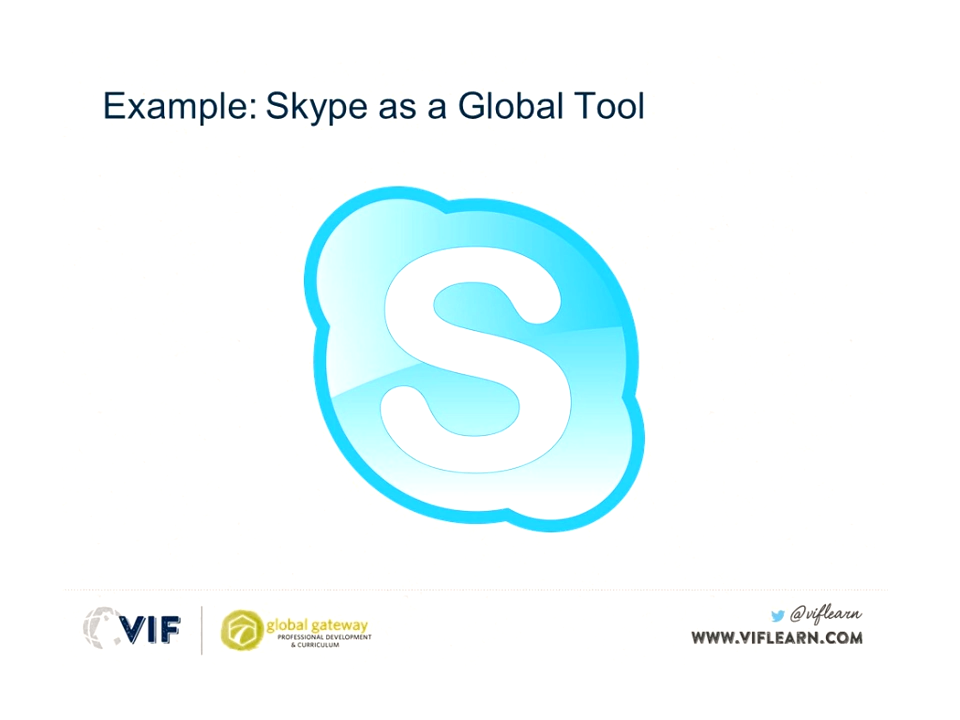 Example: Skype as a Global Tool
S
VIF
global gateway
PROFESSIONAL DEVELOPMENT
& CURRICULUM
@viflearn
WWW.VIFLEARN.COM